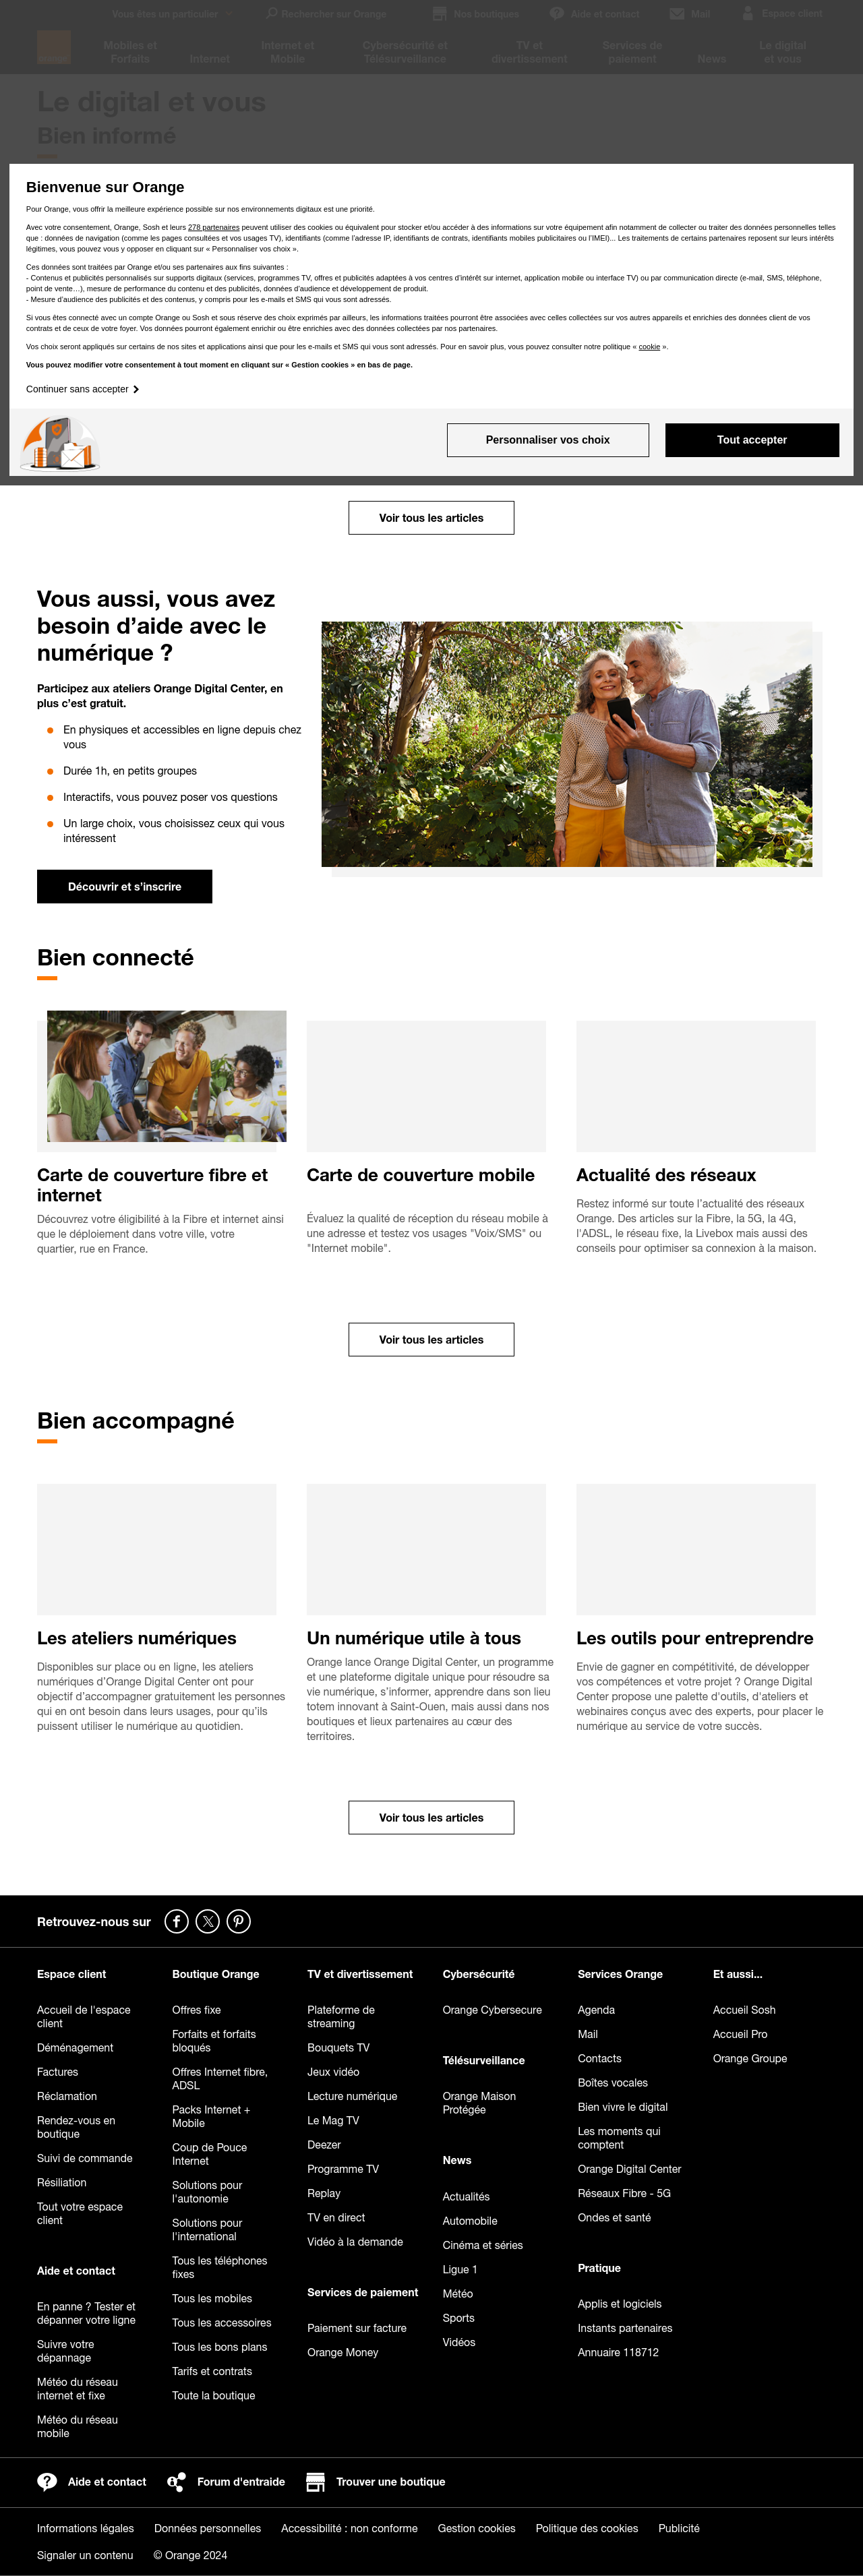 Vous êtes un particulier
Rechercher sur Orange
Nos boutiques
Aide et contact
Mail
Espace client
Mobiles et
Forfaits
Internet
Internet et
Mobile
Cybersécurité et
Télésurveillance
TV et
divertissement
Services de
paiement
News
Le digital
et vous
Le digital et vous
Bien informé
Bienvenue sur Orange
Pour Orange, vous offrir la meilleure expérience possible sur nos environnements digitaux est une priorité.
Avec votre consentement, Orange, Sosh et leurs 278 partenaires peuvent utiliser des cookies ou équivalent pour stocker et/ou accéder à des informations sur votre équipement afin notamment de collecter ou traiter des données personnelles telles
que : données de navigation (comme les pages consultées et vos usages TV), identifiants (comme l'adresse IP, identifiants de contrats, identifiants mobiles publicitaires ou l'IMEI)... Les traitements de certains partenaires reposent sur leurs intérêts
légitimes, vous pouvez vous y opposer en cliquant sur « Personnaliser vos choix ».
Ces données sont traitées par Orange et/ou ses partenaires aux fins suivantes :
- Contenus et publicités personnalisés sur supports digitaux (services, programmes TV, offres et publicités adaptées à vos centres d'intérêt sur internet, application mobile ou interface TV) ou par communication directe (e-mail, SMS, téléphone,
point de vente…), mesure de performance du contenu et des publicités, données d'audience et développement de produit.
- Mesure d'audience des publicités et des contenus, y compris pour les e-mails et SMS qui vous sont adressés.
Si vous êtes connecté avec un compte Orange ou Sosh et sous réserve des choix exprimés par ailleurs, les informations traitées pourront être associées avec celles collectées sur vos autres appareils et enrichies des données client de vos
contrats et de ceux de votre foyer. Vos données pourront également enrichir ou être enrichies avec des données collectées par nos partenaires.
Vos choix seront appliqués sur certains de nos sites et applications ainsi que pour les e-mails et SMS qui vous sont adressés. Pour en savoir plus, vous pouvez consulter notre politique « cookie ».
Vous pouvez modifier votre consentement à tout moment en cliquant sur « Gestion cookies » en bas de page.
Continuer sans accepter
Personnaliser vos choix
Tout accepter
Voir tous les articles
Vous aussi, vous avez
besoin d'aide avec le
numérique ?
Participez aux ateliers Orange Digital Center, en
plus c'est gratuit.
En physiques et accessibles en ligne depuis chez
vous
Durée 1h, en petits groupes
Interactifs, vous pouvez poser vos questions
Un large choix, vous choisissez ceux qui vous
intéressent
Découvrir et s'inscrire
Bien connecté
Carte de couverture fibre et
internet
Découvrez votre éligibilité à la Fibre et internet ainsi
que le déploiement dans votre ville, votre
quartier, rue en France.
Carte de couverture mobile
Évaluez la qualité de réception du réseau mobile à
une adresse et testez vos usages "Voix/SMS" ou
"Internet mobile".
Actualité des réseaux
Restez informé sur toute l'actualité des réseaux
Orange. Des articles sur la Fibre, la 5G, la 4G,
l'ADSL, le réseau fixe, la Livebox mais aussi des
conseils pour optimiser sa connexion à la maison.
Voir tous les articles
Bien accompagné
Les ateliers numériques
Disponibles sur place ou en ligne, les ateliers
numériques d'Orange Digital Center ont pour
objectif d'accompagner gratuitement les personnes
qui en ont besoin dans leurs usages, pour qu'ils
puissent utiliser le numérique au quotidien.
Un numérique utile à tous
Orange lance Orange Digital Center, un programme
et une plateforme digitale unique pour résoudre sa
vie numérique, s'informer, apprendre dans son lieu
totem innovant à Saint-Ouen, mais aussi dans nos
boutiques et lieux partenaires au cœur des
territoires.
Les outils pour entreprendre
Envie de gagner en compétitivité, de développer
vos compétences et votre projet ? Orange Digital
Center propose une palette d'outils, d'ateliers et
webinaires conçus avec des experts, pour placer le
numérique au service de votre succès.
Voir tous les articles
Retrouvez-nous sur
Espace client
Accueil de l'espace
client
Déménagement
Factures
Réclamation
Rendez-vous en
boutique
Suivi de commande
Résiliation
Tout votre espace
client
Aide et contact
En panne ? Tester et
dépanner votre ligne
Suivre votre
dépannage
Météo du réseau
internet et fixe
Météo du réseau
mobile
Boutique Orange
Offres fixe
Forfaits et forfaits
bloqués
Offres Internet fibre,
ADSL
Packs Internet +
Mobile
Coup de Pouce
Internet
Solutions pour
l'autonomie
Solutions pour
l'international
Tous les téléphones
fixes
Tous les mobiles
Tous les accessoires
Tous les bons plans
Tarifs et contrats
Toute la boutique
TV et divertissement
Plateforme de
streaming
Bouquets TV
Jeux vidéo
Lecture numérique
Le Mag TV
Deezer
Programme TV
Replay
TV en direct
Vidéo à la demande
Services de paiement
Paiement sur facture
Orange Money
Cybersécurité
Orange Cybersecure
Télésurveillance
Orange Maison
Protégée
News
Actualités
Automobile
Cinéma et séries
Ligue 1
Météo
Sports
Vidéos
Services Orange
Agenda
Mail
Contacts
Boîtes vocales
Bien vivre le digital
Les moments qui
comptent
Orange Digital Center
Réseaux Fibre - 5G
Ondes et santé
Pratique
Applis et logiciels
Instants partenaires
Annuaire 118712
Et aussi...
Accueil Sosh
Accueil Pro
Orange Groupe
Aide et contact
Forum d'entraide
Trouver une boutique
Informations légales
Données personnelles
Accessibilité : non conforme
Gestion cookies
Politique des cookies
Publicité
Signaler un contenu
© Orange 2024